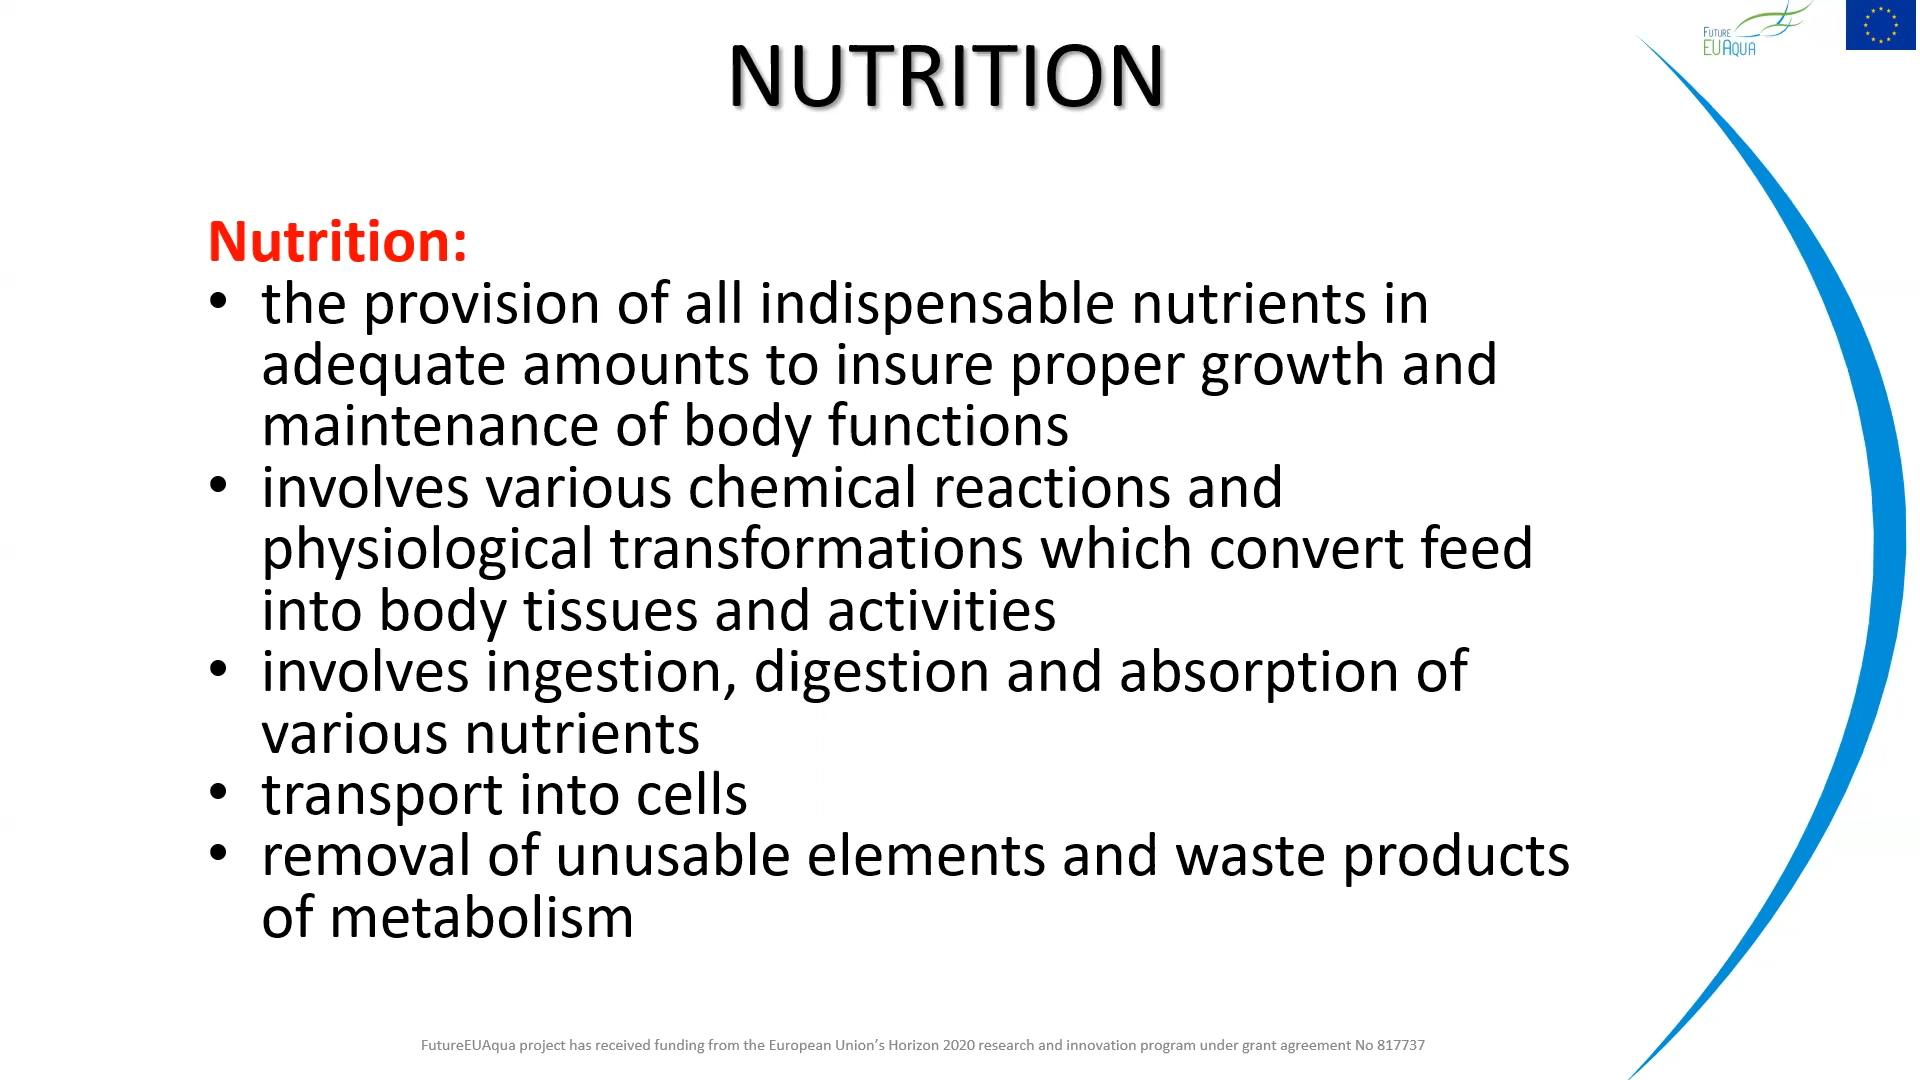 FUTURE
EUAQUA
NUTRITION
Nutrition:
• the provision of all indispensable nutrients in
adequate amounts to insure proper growth and
maintenance of body functions
• involves various chemical reactions and
physiological transformations which convert feed
into body tissues and activities
• involves ingestion, digestion and absorption of
various nutrients
• transport into cells
• removal of unusable elements and waste products
of metabolism
FutureEUAqua project has received funding from the European Union’s Horizon 2020 research and innovation program under grant agreement No 817737